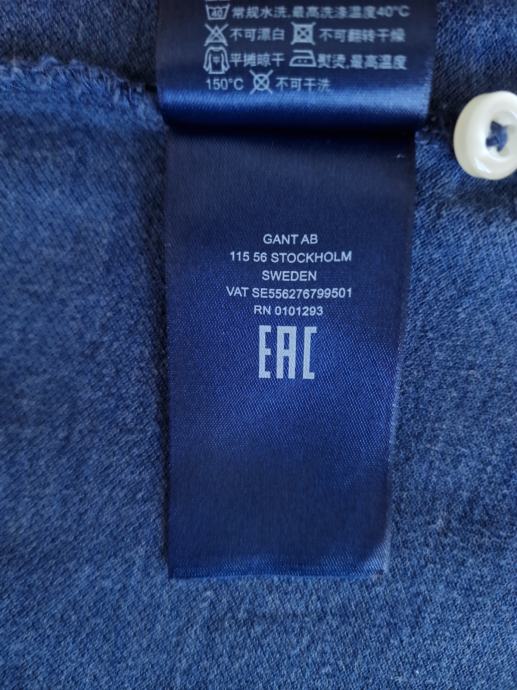 40 常规水洗.最高洗涤温度40°C
不可漂白 不可翻转干燥
平摊晾干 熨烫.最高温度
150°C 不可干洗
GANT AB
115 56 STOCKHOLM
SWEDEN
VAT SE556276799501
RN 0101293
EAC